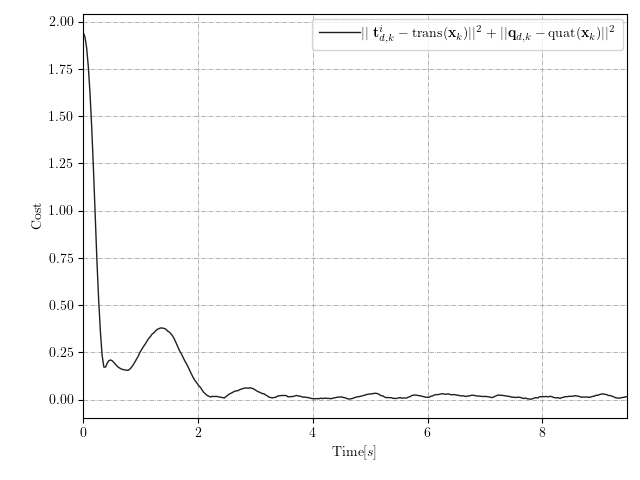 || t^i_{d,k} − trans(x_k)||² + ||q_{d,k} − quat(x_k)||²
2.00
1.75
1.50
1.25
1.00
0.75
0.50
0.25
0.00
Cost
0 2 4 6 8
Time[s]